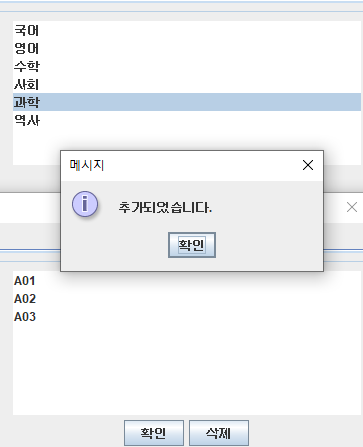 국어
영어
수학
사회
과학
역사
메시지
추가되었습니다.
확인
A01
A02
A03
확인
삭제